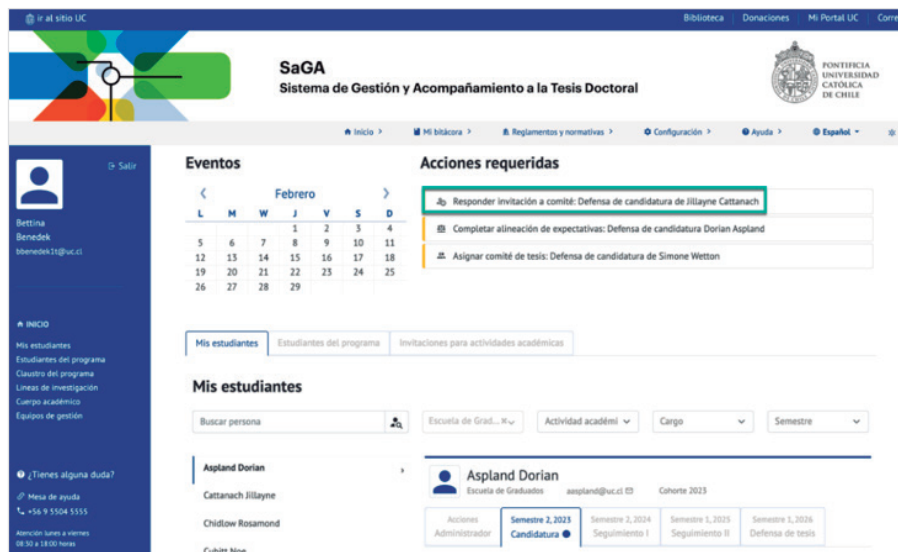 ir al sitio UC
Biblioteca Donaciones Mi Portal UC Corre
SaGA
Sistema de Gestión y Acompañamiento a la Tesis Doctoral
PONTIFICIA
UNIVERSIDAD
CATÓLICA
DE CHILE
Inicio > Mi bitácora > Reglamentos y normativas > Configuración > Ayuda > Español
Salir
Bettina
Benedek
bbenedek1t@uc.cl
INICIO
Mis estudiantes
Estudiantes del programa
Claustro del programa
Lineas de investigación
Cuerpo académico
Equipos de gestión
¿Tienes alguna duda?
Mesa de ayuda
+56 9 5504 5555
Atención lunes a viernes
08:30 a 18:00 horas
Eventos
Febrero
L M W J V S D
1 2 3 4
5 6 7 8 9 10 11
12 13 14 15 16 17 18
19 20 21 22 23 24 25
26 27 28 29
Acciones requeridas
Responder invitación a comité: Defensa de candidatura de Jillayne Cattanach
Completar alineación de expectativas: Defensa de candidatura Dorian Aspland
Asignar comité de tesis: Defensa de candidatura de Simone Wetton
Mis estudiantes Estudiantes del programa Invitaciones para actividades académicas
Mis estudiantes
Buscar persona Escuela de Grad... Actividad académi Cargo Semestre
Aspland Dorian
Cattanach Jillayne
Chidlow Rosamond
Cubitt Noe
Aspland Dorian
Escuela de Graduados aaspland@uc.cl Cohorte 2023
Acciones
Administrador
Semestre 2, 2023
Candidatura
Semestre 2, 2024
Seguimiento I
Semestre 1, 2025
Seguimiento II
Semestre 1, 2026
Defensa de tesis